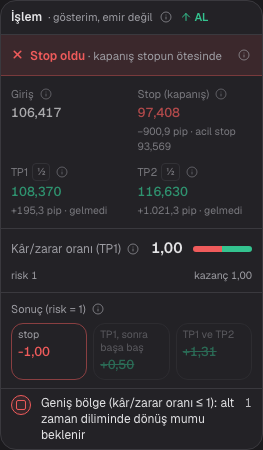 İşlem · gösterim, emir değil ↑ AL
× Stop oldu · kapanış stopun ötesinde
Giriş Stop (kapanış)
106,417 97,408
−900,9 pip · acil stop
93,569
TP1 ½ TP2 ½
108,370 116,630
+195,3 pip · gelmedi +1.021,3 pip · gelmedi
Kâr/zarar oranı (TP1) 1,00
risk 1 kazanç 1,00
Sonuç (risk = 1)
stop TP1, sonra TP1 ve TP2
-1,00 başa baş +1,31
+0,50
Geniş bölge (kâr/zarar oranı ≤ 1): alt 1
zaman diliminde dönüş mumu
beklenir